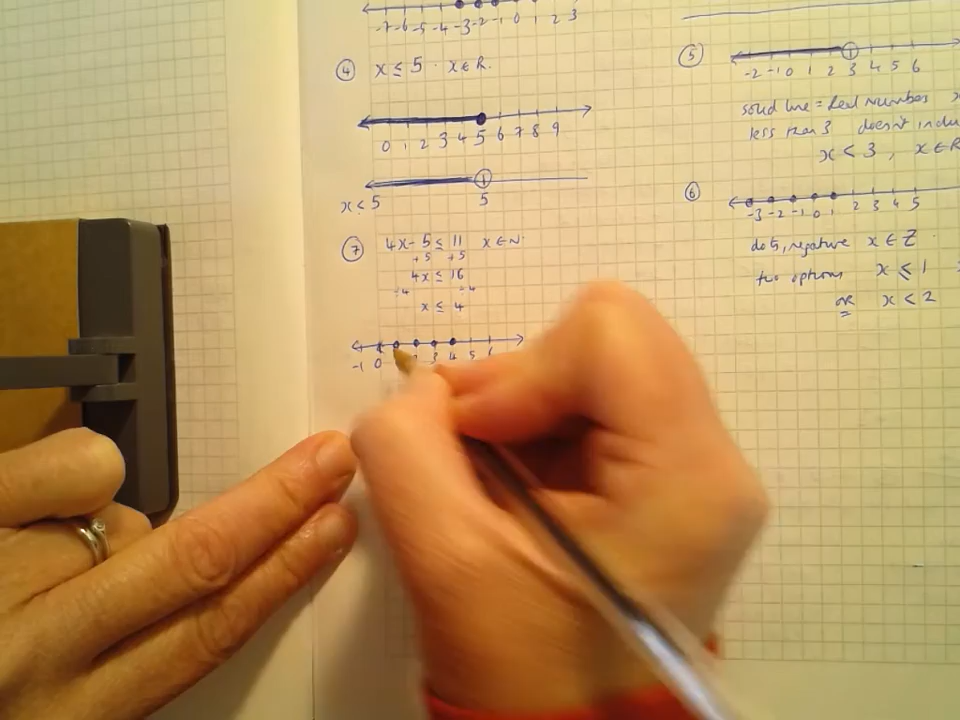 -7 -6 -5 -4 -3 -2 -1 0 1 2 3
④ x ≤ 5 x ∈ R.
0 1 2 3 4 5 6 7 8 9
x < 5
5
⑦ 4x - 5 ≤ 11 x ∈ N
+5 +5
4x ≤ 16
÷4 ÷4
x ≤ 4
-1 0 2 3 4 5 6
⑤
-2 -1 0 1 2 3 4 5 6
solid line = Real numbers
less than 3 doesn't
x < 3, x ∈ R
⑥
-3 -2 -1 0 1 2 3 4 5
dots, negative x ∈ Z
two options x ≤ 1
or x < 2